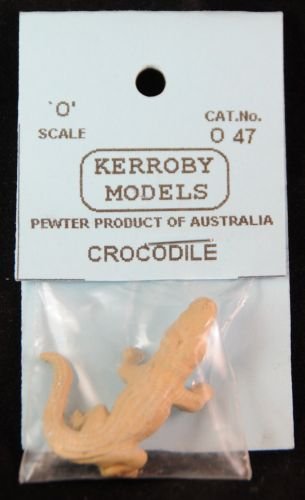 'O'
SCALE
CAT.No.
O 47
KERROBY
MODELS
PEWTER PRODUCT OF AUSTRALIA
CROCODILE